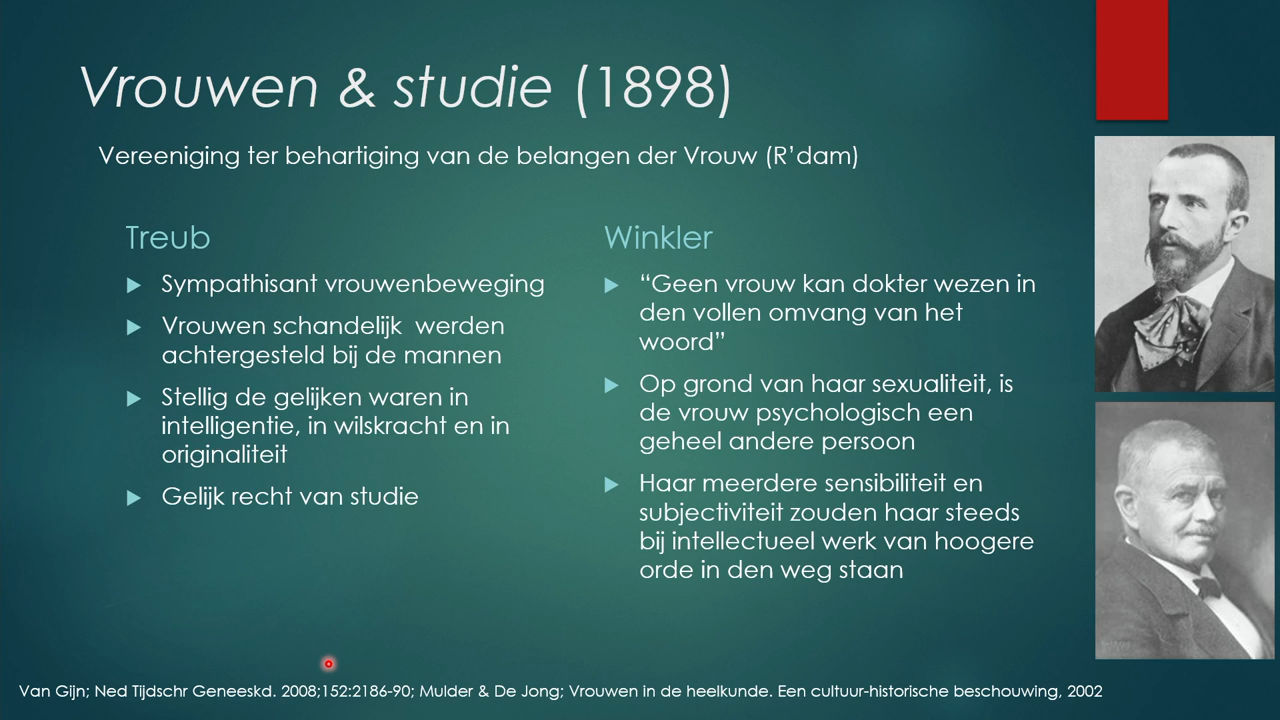 Vrouwen & studie (1898)
Vereeniging ter behartiging van de belangen der Vrouw (R’dam)
Treub
Sympathisant vrouwenbeweging
Vrouwen schandelijk werden
achtergesteld bij de mannen
Stellig de gelijken waren in
intelligentie, in wilskracht en in
originaliteit
Gelijk recht van studie
Winkler
“Geen vrouw kan dokter wezen in
den vollen omvang van het
woord”
Op grond van haar sexualiteit, is
de vrouw psychologisch een
geheel andere persoon
Haar meerdere sensibiliteit en
subjectiviteit zouden haar steeds
bij intellectueel werk van hoogere
orde in den weg staan
Van Gijn; Ned Tijdschr Geneeskd. 2008;152:2186-90; Mulder & De Jong; Vrouwen in de heelkunde. Een cultuur-historische beschouwing, 2002